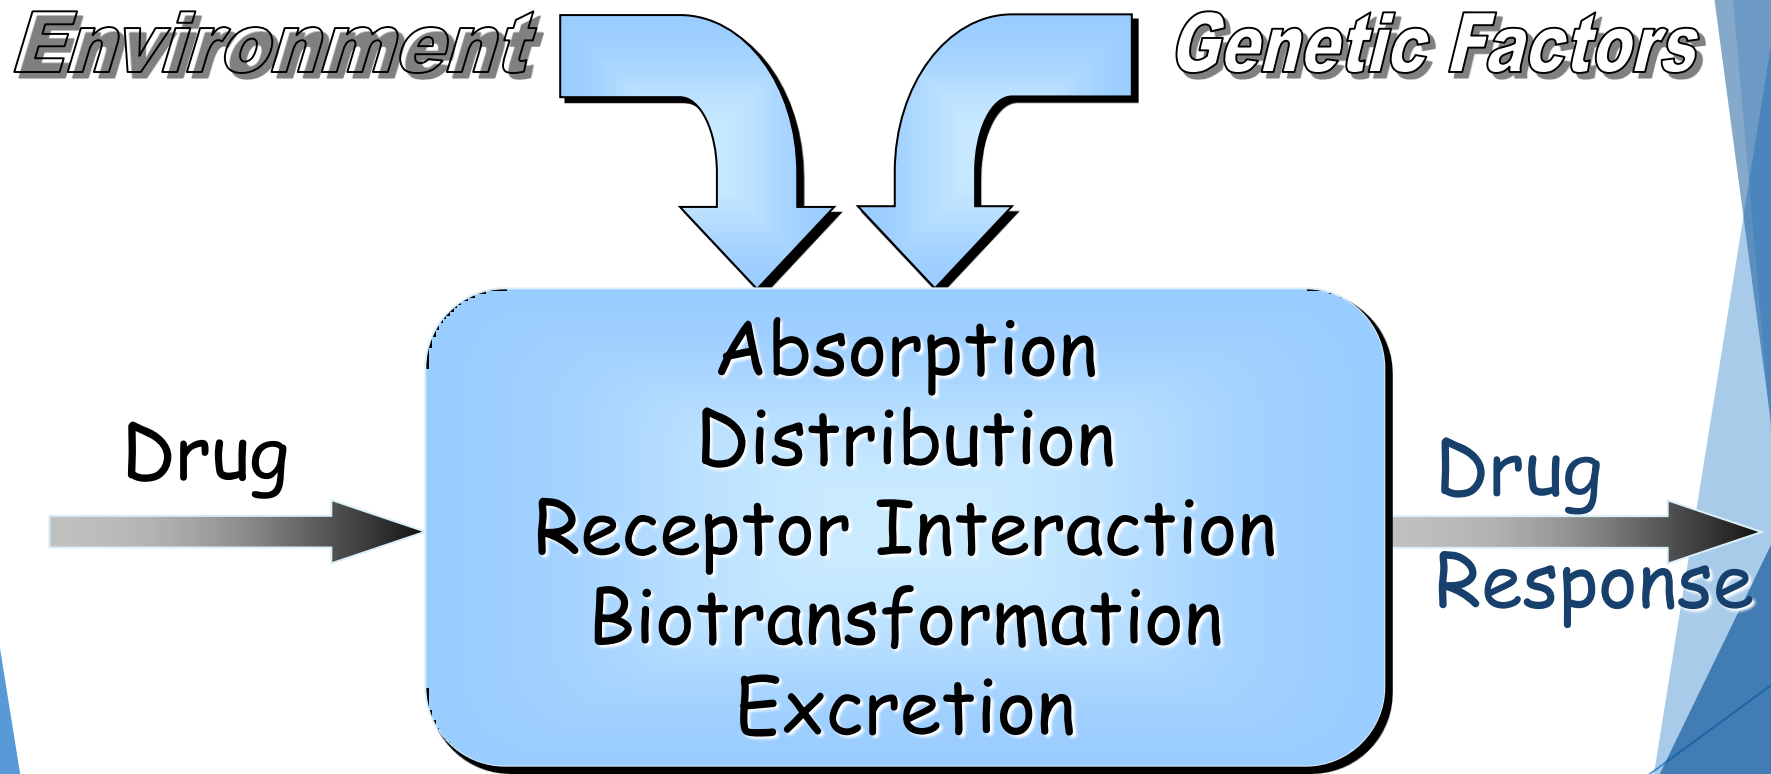 Environment
Genetic Factors
Drug
Absorption
Distribution
Receptor Interaction
Biotransformation
Excretion
Drug
Response